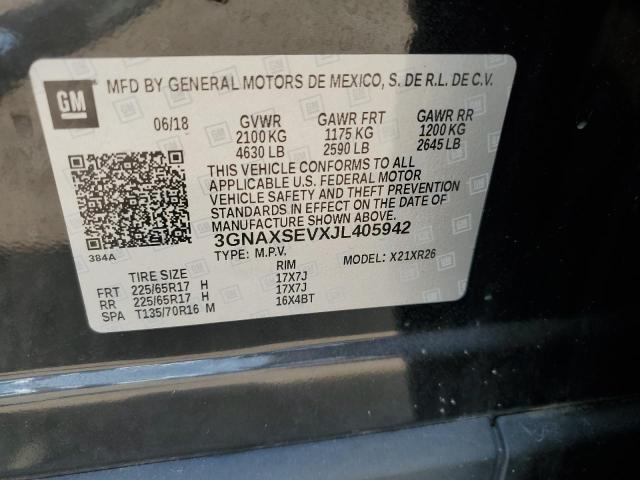 GM
MFD BY GENERAL MOTORS DE MEXICO, S. DE R.L. DE C.V.
06/18 GVWR GAWR FRT GAWR RR
2100 KG 1175 KG 1200 KG
4630 LB 2590 LB 2645 LB
THIS VEHICLE CONFORMS TO ALL
APPLICABLE U.S. FEDERAL MOTOR
VEHICLE SAFETY AND THEFT PREVENTION
STANDARDS IN EFFECT ON THE DATE OF
MANUFACTURE SHOWN ABOVE.
3GNAXSEVXJL405942
384A TYPE: M.P.V. MODEL: X21XR26
TIRE SIZE RIM
FRT 225/65R17 H 17X7J
RR 225/65R17 H 17X7J
SPA T135/70R16 M 16X4BT